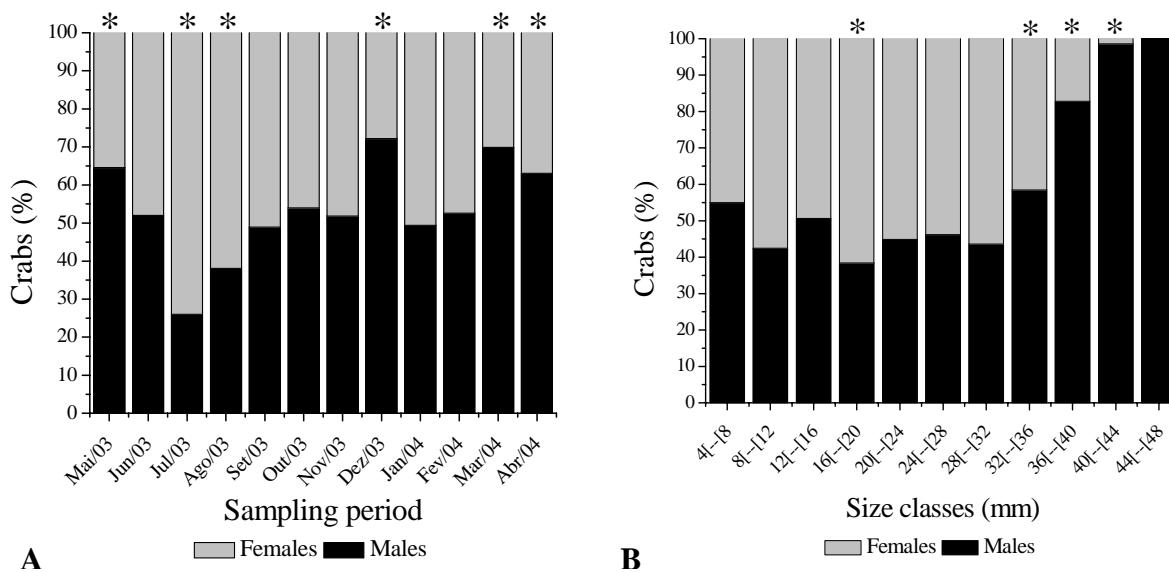 * * * * * *
100
90
80
70
60
50
40
30
20
10
0
Crabs (%)
Mai/03 Jun/03 Jul/03 Ago/03 Set/03 Out/03 Nov/03 Dez/03 Jan/04 Fev/04 Mar/04 Abr/04
Sampling period
Females Males
A
* * * *
100
90
80
70
60
50
40
30
20
10
0
Crabs (%)
4[--[8 8[--[12 12[--[16 16[--[20 20[--[24 24[--[28 28[--[32 32[--[36 36[--[40 40[--[44 44[--[48
Size classes (mm)
Females Males
B